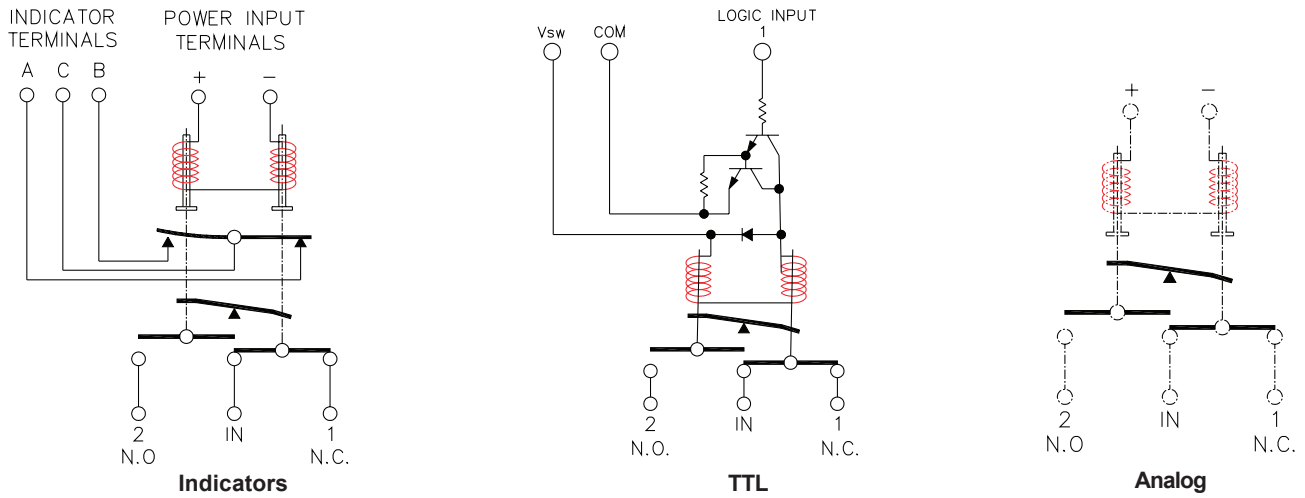 INDICATOR
TERMINALS
A C B
POWER INPUT
TERMINALS
+ −
2
N.O
IN
1
N.C.
Indicators
Vsw COM
LOGIC INPUT
1
2
N.O.
IN
1
N.C.
TTL
+ −
2
N.O.
IN
1
N.C.
Analog